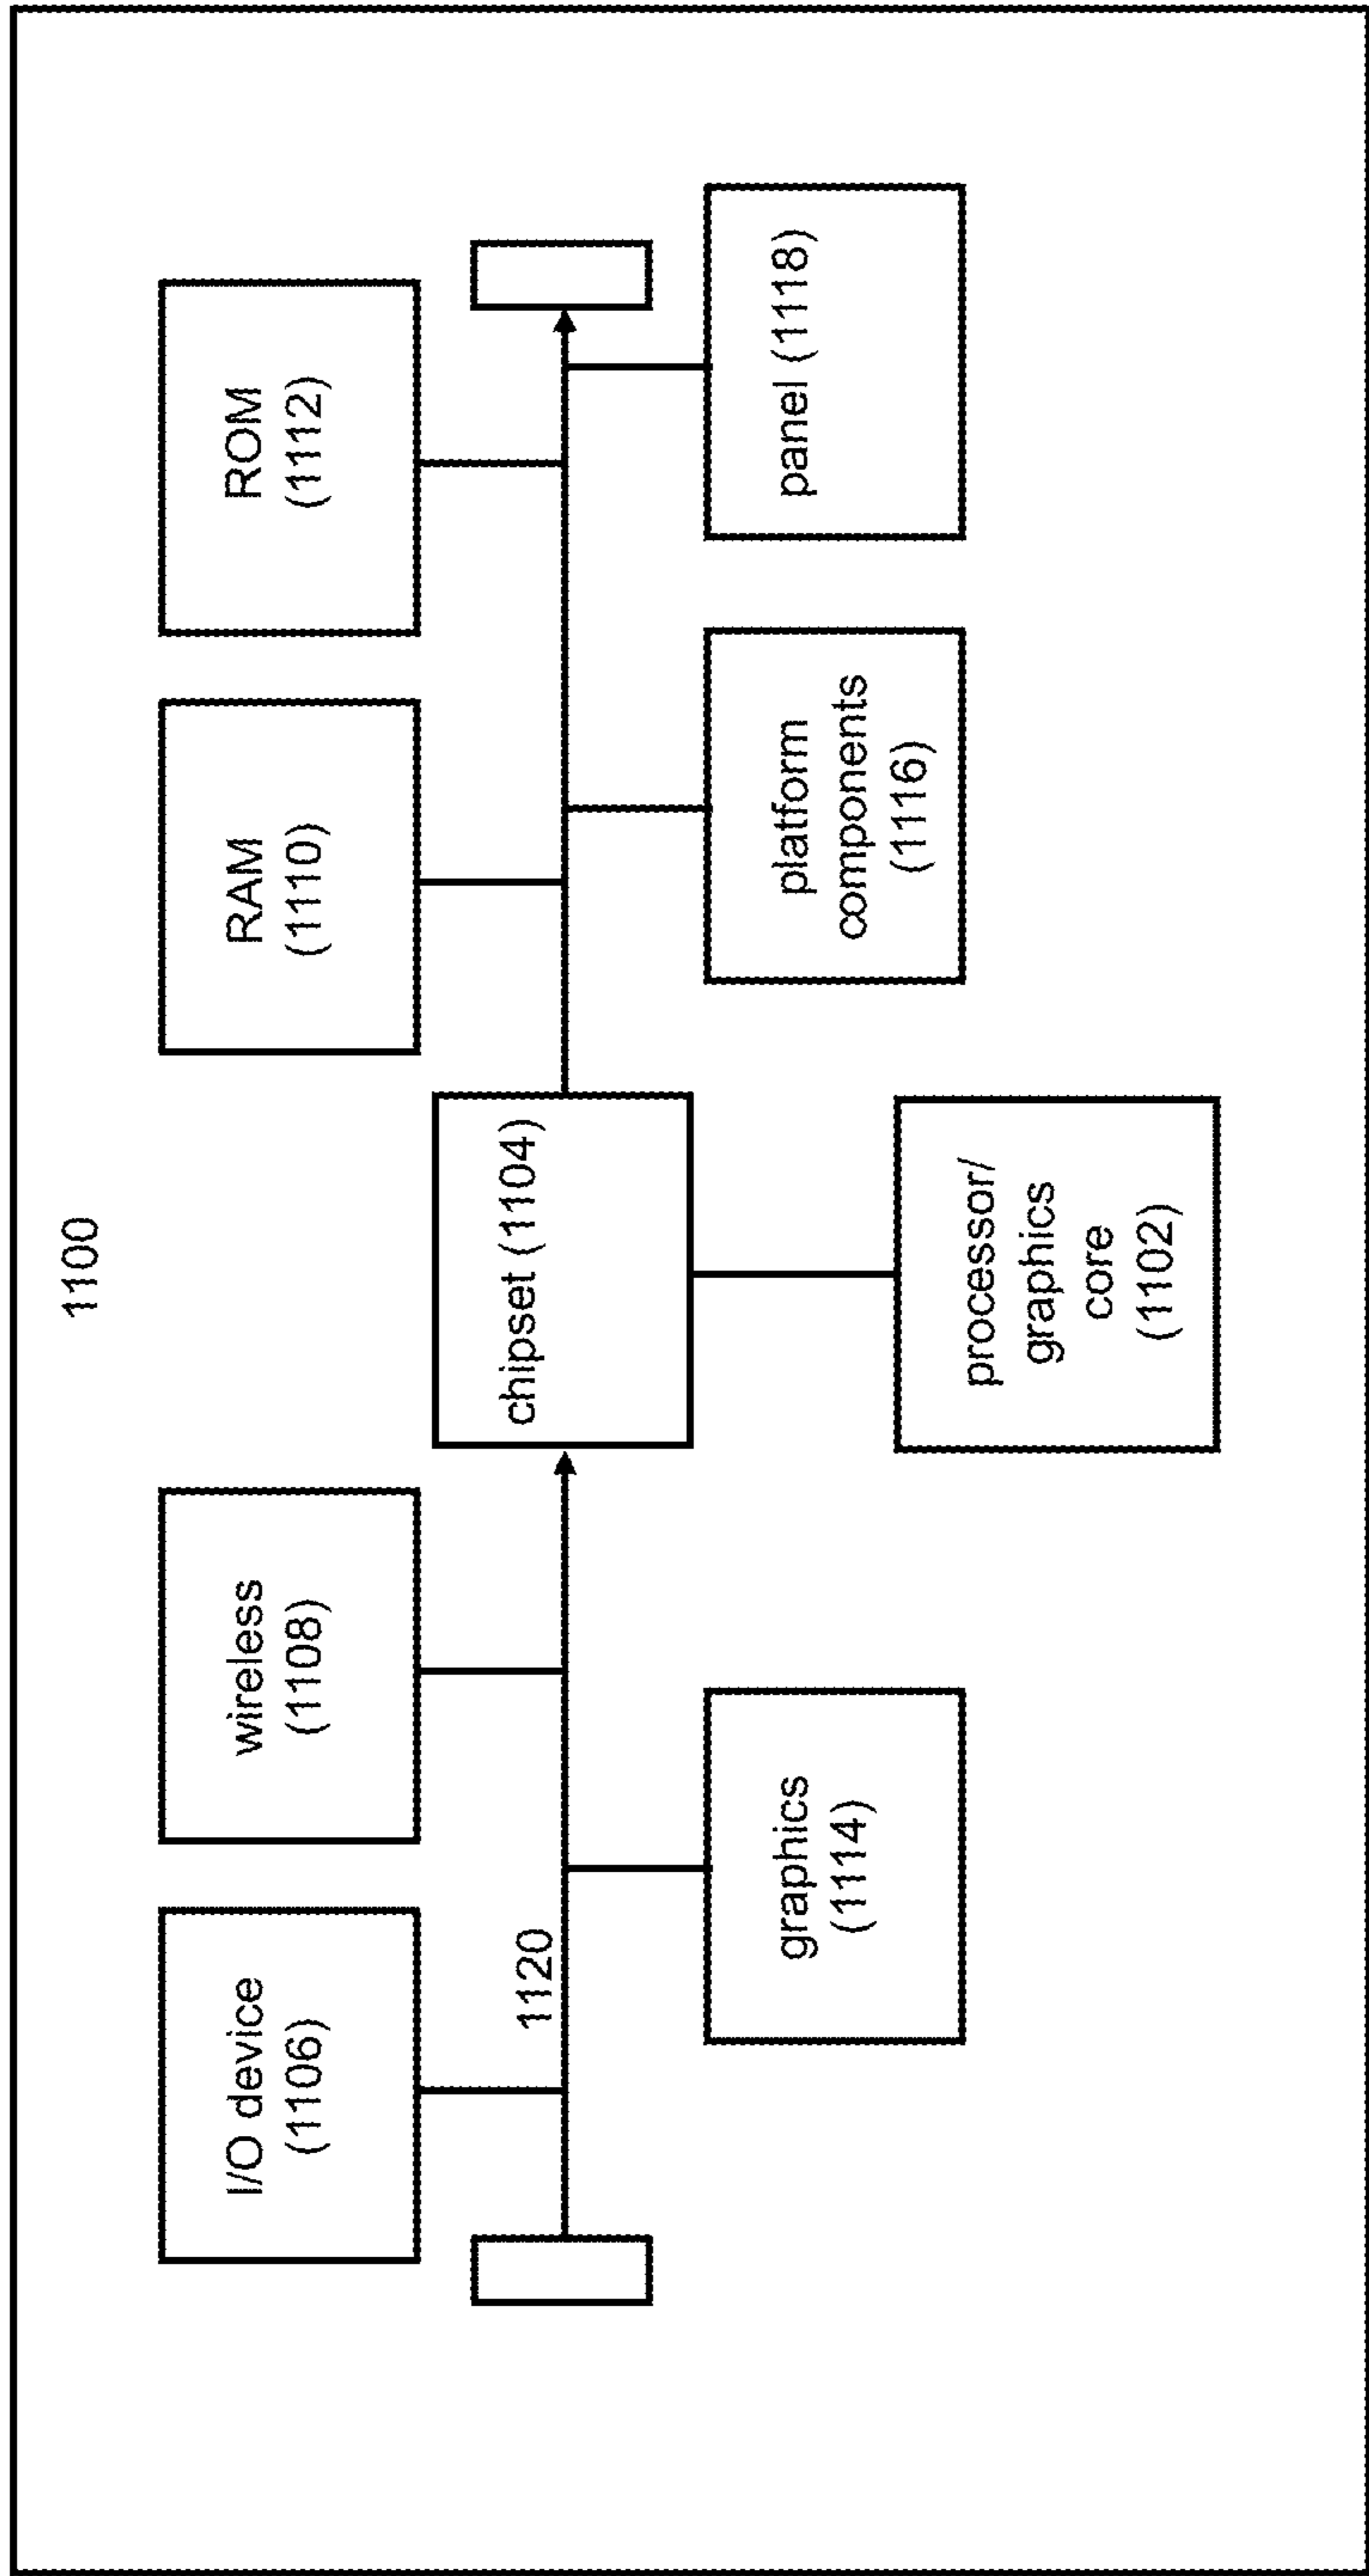 1100
I/O device
(1106)
wireless
(1108)
RAM
(1110)
ROM
(1112)
1120
chipset (1104)
graphics
(1114)
platform
components
(1116)
panel (1118)
processor/
graphics
core
(1102)